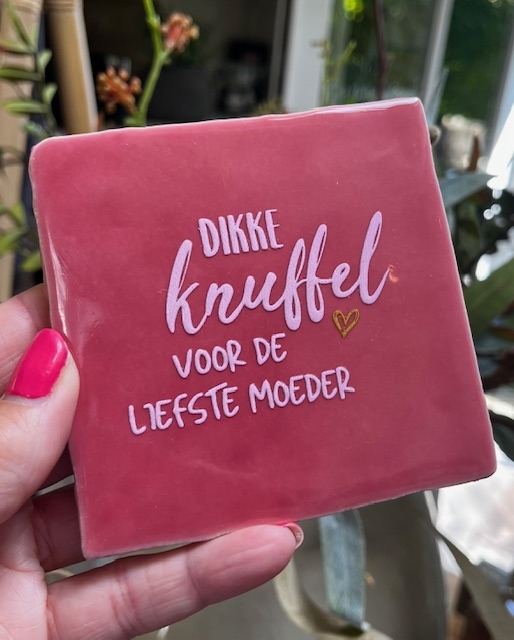 DIKKE
knuffel
VOOR DE
LIEFSTE MOEDER